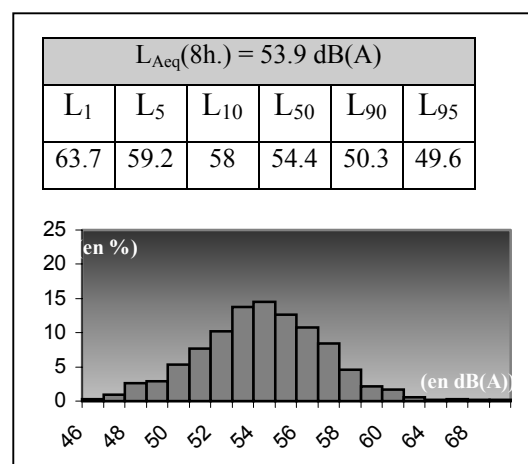 L_Aeq(8h.) = 53.9 dB(A)
L1 L5 L10 L50 L90 L95
63.7 59.2 58 54.4 50.3 49.6
25
(en %)
20
15
10
5
(en dB(A))
0
46 48 50 52 54 56 58 60 64 68